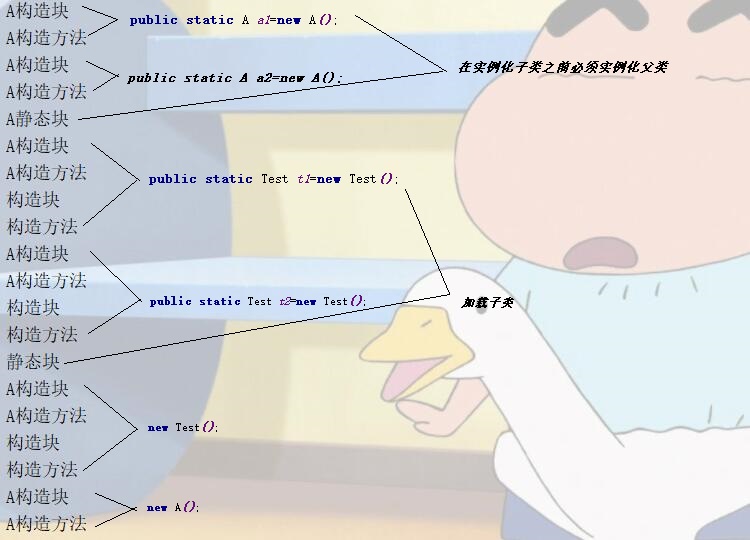 A构造块
public static A a1=new A();
A构造方法
A构造块
在实例化子类之前必须实例化父类
public static A a2=new A();
A构造方法
A静态块
A构造块
A构造方法
public static Test t1=new Test();
构造块
构造方法
A构造块
A构造方法
public static Test t2=new Test();
加载子类
构造块
构造方法
静态块
A构造块
A构造方法
new Test();
构造块
构造方法
A构造块
new A();
A构造方法